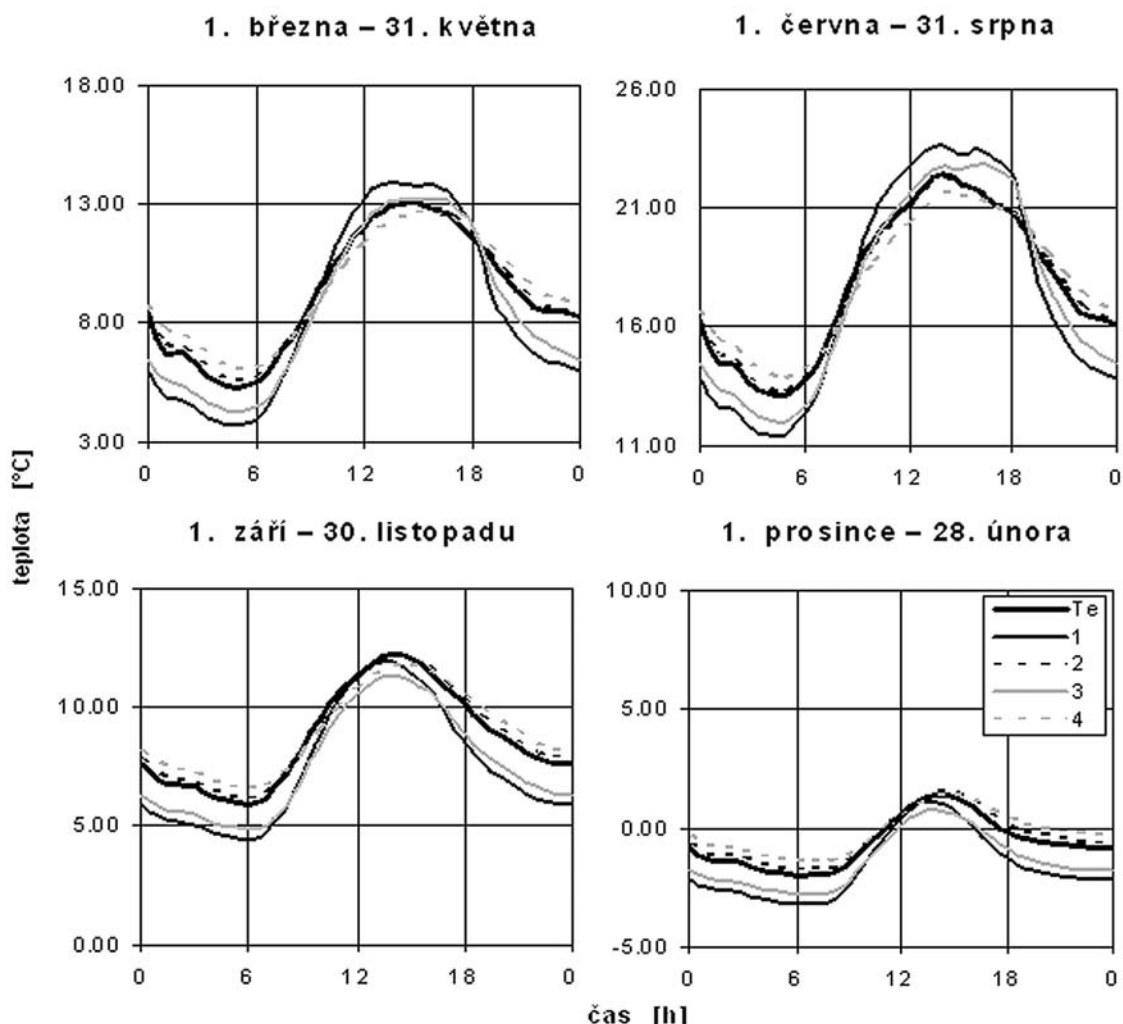 1. března – 31. května
18.00
13.00
8.00
3.00
0 6 12 18 0
1. června – 31. srpna
26.00
21.00
16.00
11.00
0 6 12 18 0
teplota [°C]
1. září – 30. listopadu
15.00
10.00
5.00
0.00
0 6 12 18 0
1. prosince – 28. února
10.00
5.00
0.00
-5.00
Te
1
2
3
4
0 6 12 18 0
čas [h]